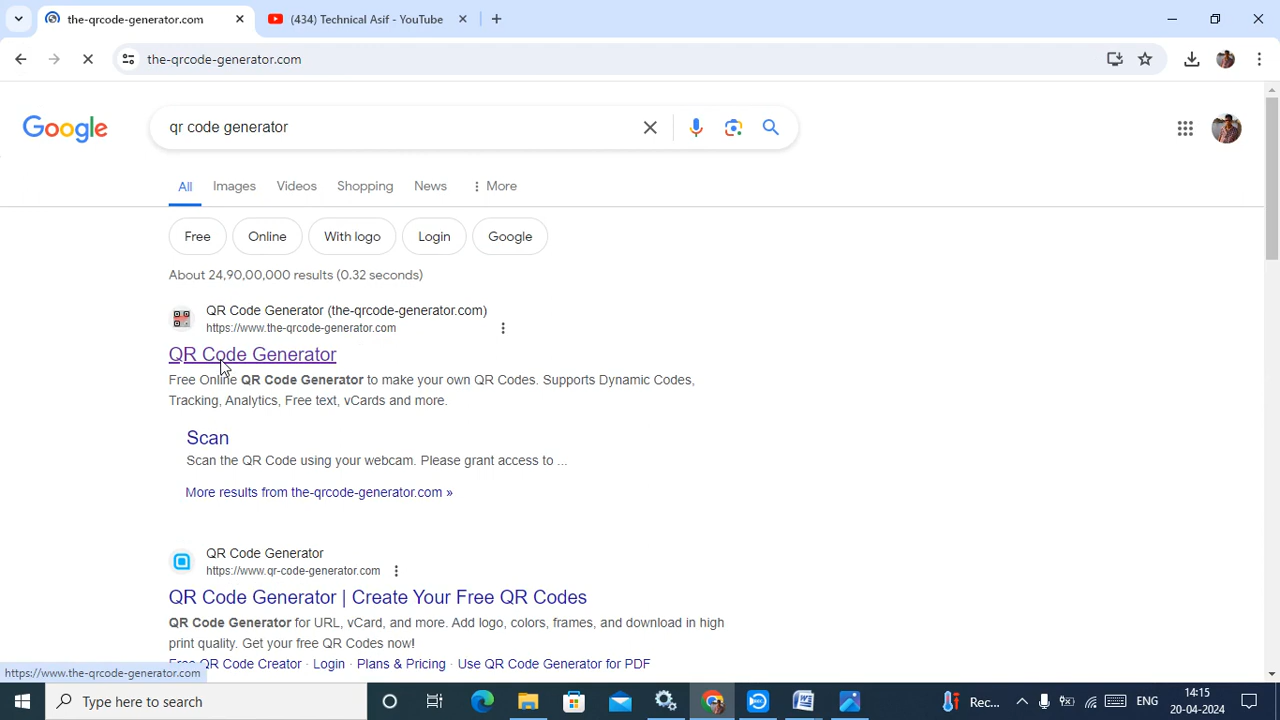 the-qrcode-generator.com
(434) Technical Asif - YouTube
the-qrcode-generator.com
Google
qr code generator
All
Images
Videos
Shopping
News
More
Free
Online
With logo
Login
Google
About 24,90,00,000 results (0.32 seconds)
QR Code Generator (the-qrcode-generator.com)
https://www.the-qrcode-generator.com
QR Code Generator
Free Online QR Code Generator to make your own QR Codes. Supports Dynamic Codes,
Tracking, Analytics, Free text, vCards and more.
Scan
Scan the QR Code using your webcam. Please grant access to ...
More results from the-qrcode-generator.com »
QR Code Generator
https://www.qr-code-generator.com
QR Code Generator | Create Your Free QR Codes
QR Code Generator for URL, vCard, and more. Add logo, colors, frames, and download in high
print quality. Get your free QR Codes now!
Free QR Code Creator · Login · Plans & Pricing · Use QR Code Generator for PDF
https://www.the-qrcode-generator.com
Type here to search
Rec...
ENG
14:15
20-04-2024